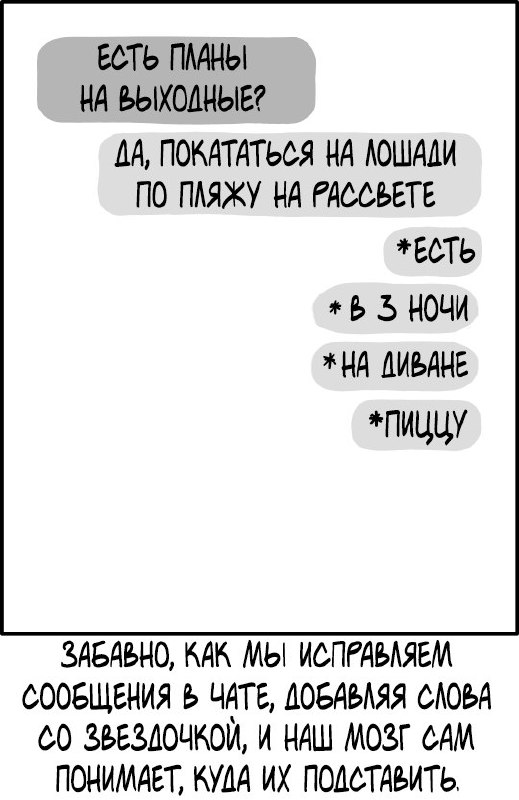 ЕСТЬ ПЛАНЫ
НА ВЫХОДНЫЕ?
ДА, ПОКАТАТЬСЯ НА ЛОШАДИ
ПО ПЛЯЖУ НА РАССВЕТЕ
*ЕСТЬ
* В 3 НОЧИ
*НА ДИВАНЕ
*ПИЦЦУ
ЗАБАВНО, КАК МЫ ИСПРАВЛЯЕМ
СООБЩЕНИЯ В ЧАТЕ, ДОБАВЛЯЯ СЛОВА
СО ЗВЕЗДОЧКОЙ, И НАШ МОЗГ САМ
ПОНИМАЕТ, КУДА ИХ ПОДСТАВИТЬ.